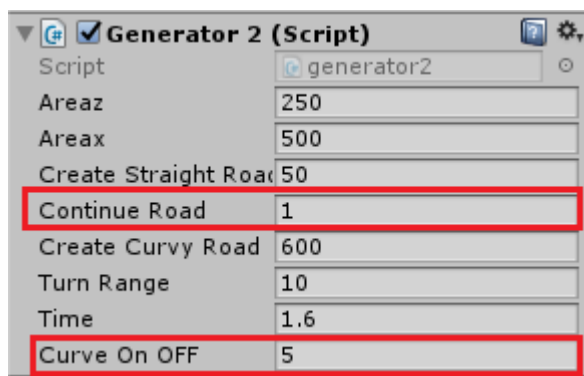 Generator 2 (Script)
Script generator2
Areaz 250
Areax 500
Create Straight Roa 50
Continue Road 1
Create Curvy Road 600
Turn Range 10
Time 1.6
Curve On OFF 5